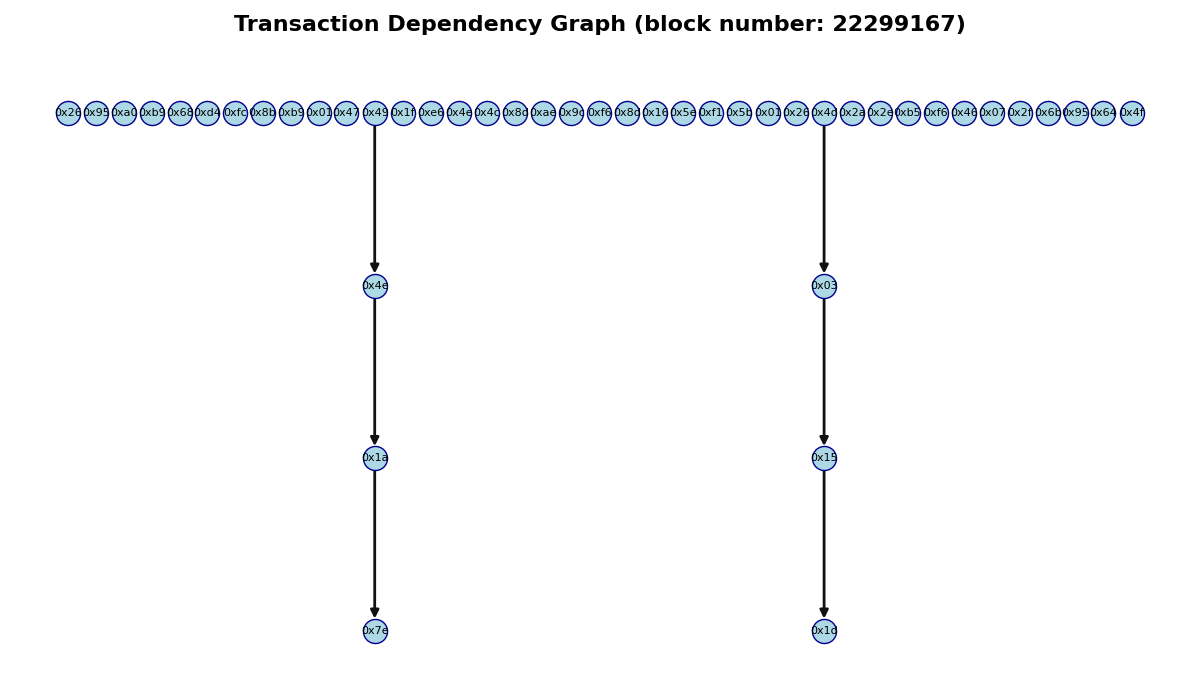 Transaction Dependency Graph (block number: 22299167)
0x26 0x95 0xa0 0xb9 0x68 0xd4 0xfc 0x8b 0xb9 0x01 0x47 0x49 0x1f 0xe6 0x4e 0x4c 0x8d 0xae 0x9c 0xf6 0x8d 0x16 0x5e 0xf1 0x5b 0x01 0x26 0x4d 0x2a 0x2e 0xb5 0xf6 0x46 0x07 0x2f 0x6b 0x95 0x64 0x4f
0x4e 0x03
0x1a 0x15
0x7e 0x1d